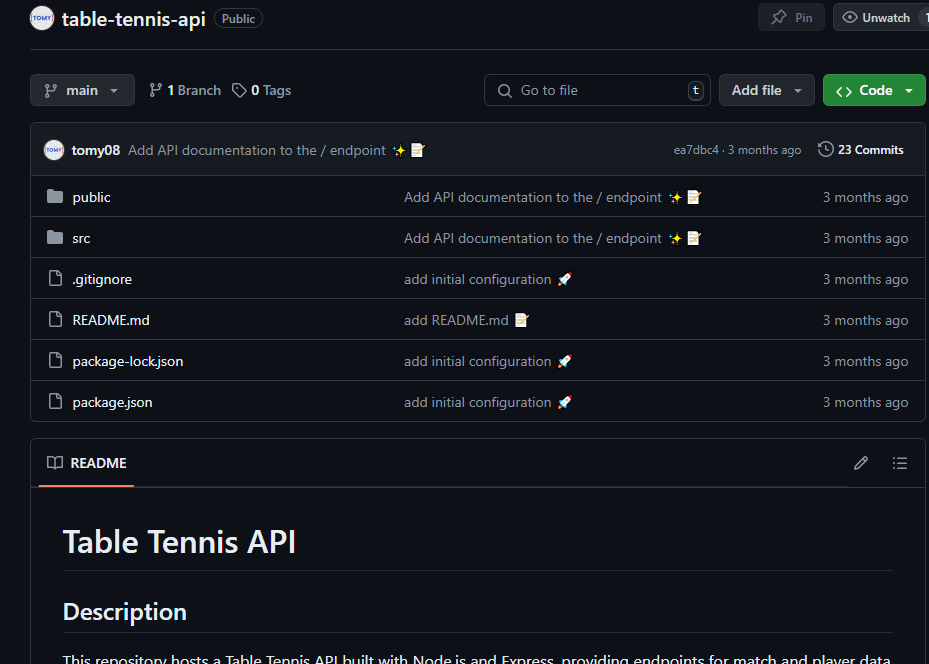 TOMY table-tennis-api Public Pin Unwatch 1
main 1 Branch 0 Tags Go to file t Add file Code
TOMY tomy08 Add API documentation to the / endpoint ✨ 📝 ea7dbc4 · 3 months ago 23 Commits
public Add API documentation to the / endpoint ✨ 📝 3 months ago
src Add API documentation to the / endpoint ✨ 📝 3 months ago
.gitignore add initial configuration 🚀 3 months ago
README.md add README.md 📝 3 months ago
package-lock.json add initial configuration 🚀 3 months ago
package.json add initial configuration 🚀 3 months ago
README
Table Tennis API
Description
This repository hosts a Table Tennis API built with Node.js and Express, providing endpoints for match and player data